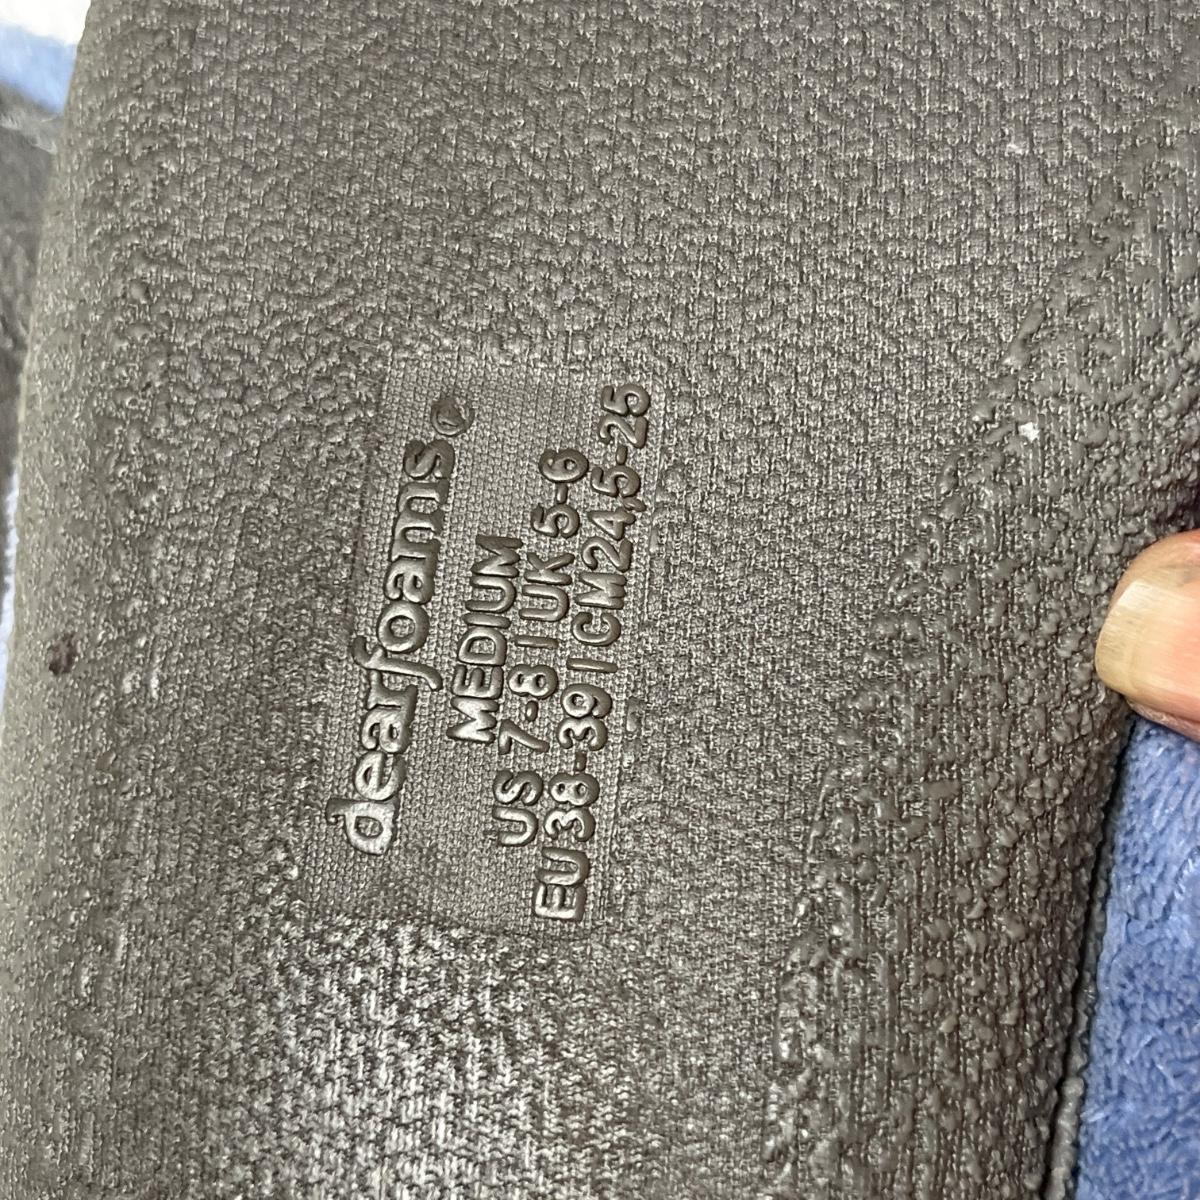 dearfoams®
MEDIUM
US 7-8 | UK 5-6
EU 38-39 | CM24,5-25